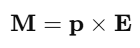 M = p × E